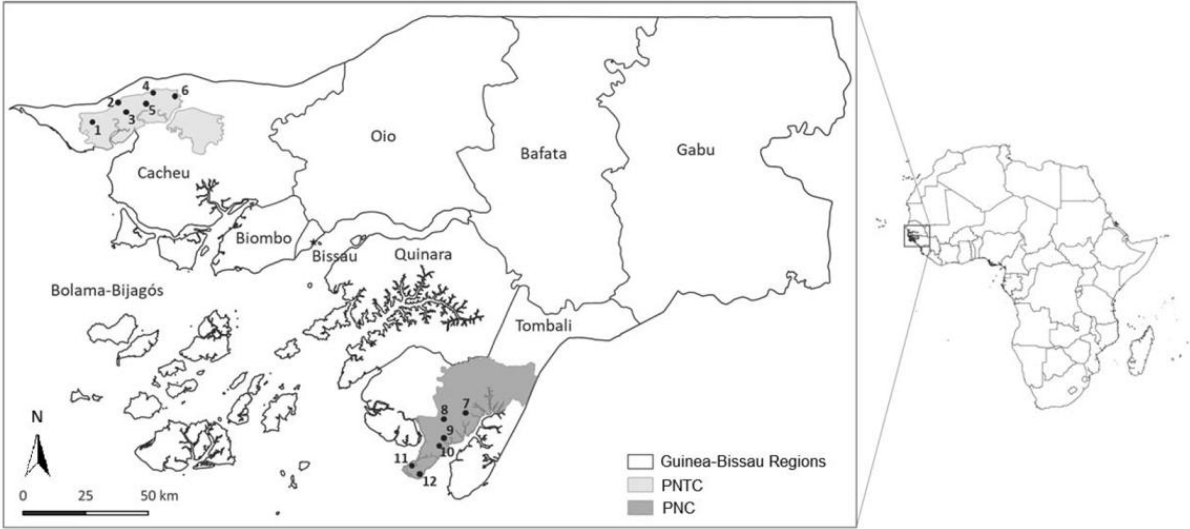 4
6
2
5
3
1
Oio
Gabu
Bafata
Cacheu
Biombo
Bissau
Quinara
Bolama-Bijagós
Tombali
7
8
9
10
11
12
N
0 25 50 km
Guinea-Bissau Regions
PNTC
PNC